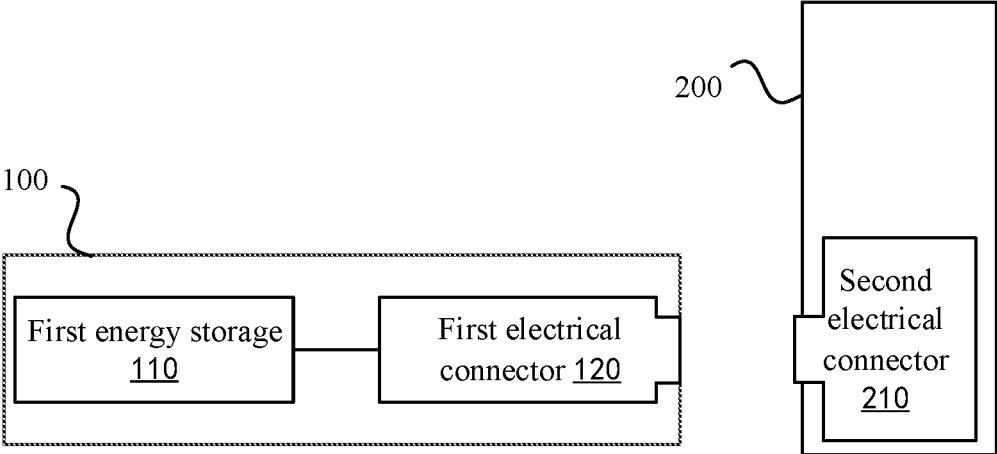 200
100
First energy storage
110
First electrical
connector 120
Second
electrical
connector
210